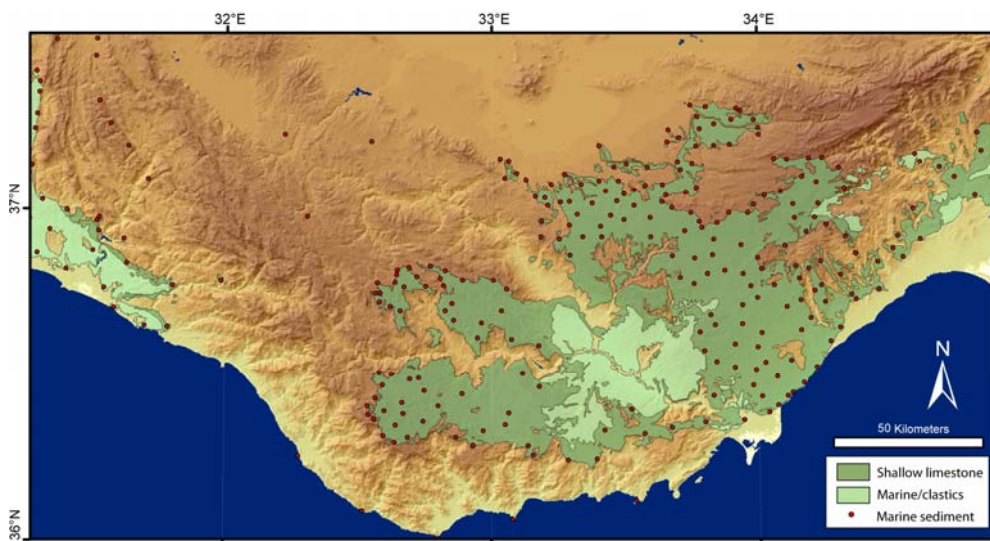 32°E 33°E 34°E
37°N
36°N
N
50 Kilometers
Shallow limestone
Marine/clastics
Marine sediment